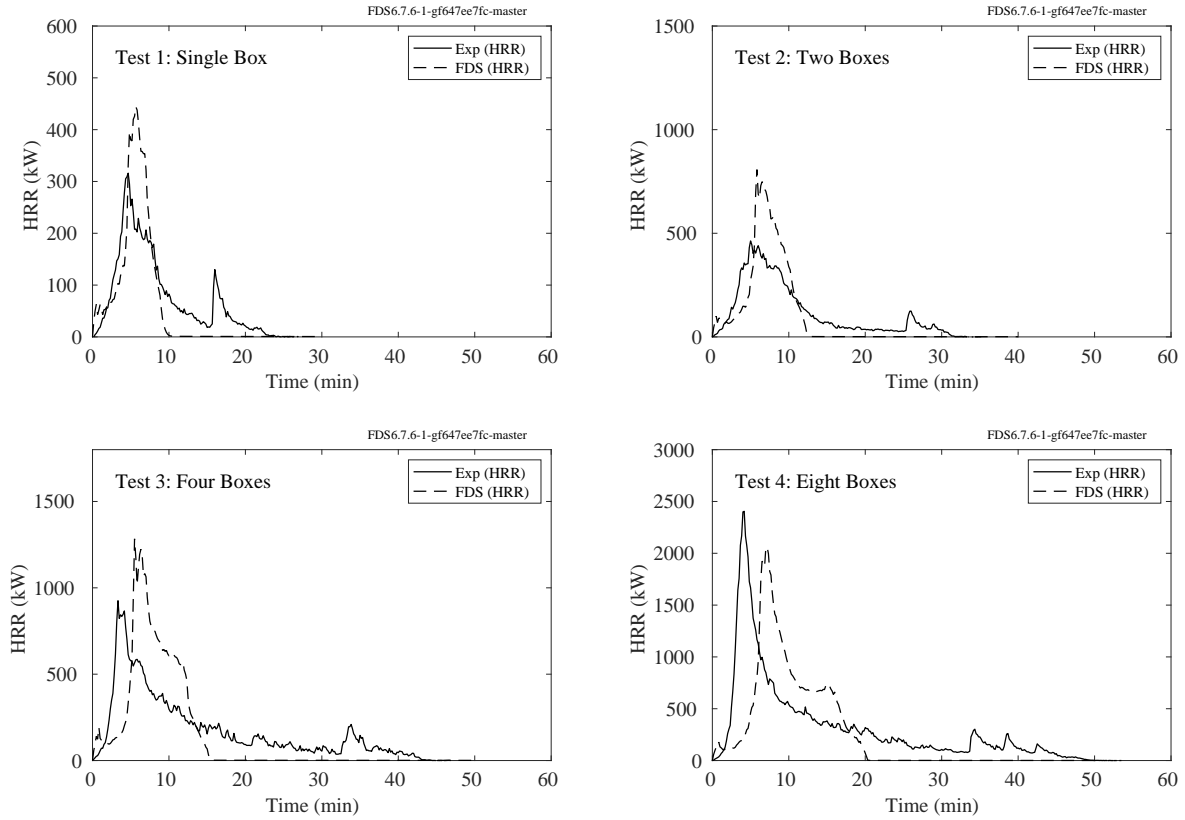 FDS6.7.6-1-gf647ee7fc-master
600
500
400
300
200
100
0
HRR (kW)
Test 1: Single Box
Exp (HRR)
FDS (HRR)
0 10 20 30 40 50 60
Time (min)
FDS6.7.6-1-gf647ee7fc-master
1500
1000
500
0
HRR (kW)
Test 2: Two Boxes
Exp (HRR)
FDS (HRR)
0 10 20 30 40 50 60
Time (min)
FDS6.7.6-1-gf647ee7fc-master
1500
1000
500
0
HRR (kW)
Test 3: Four Boxes
Exp (HRR)
FDS (HRR)
0 10 20 30 40 50 60
Time (min)
FDS6.7.6-1-gf647ee7fc-master
3000
2500
2000
1500
1000
500
0
HRR (kW)
Test 4: Eight Boxes
Exp (HRR)
FDS (HRR)
0 10 20 30 40 50 60
Time (min)